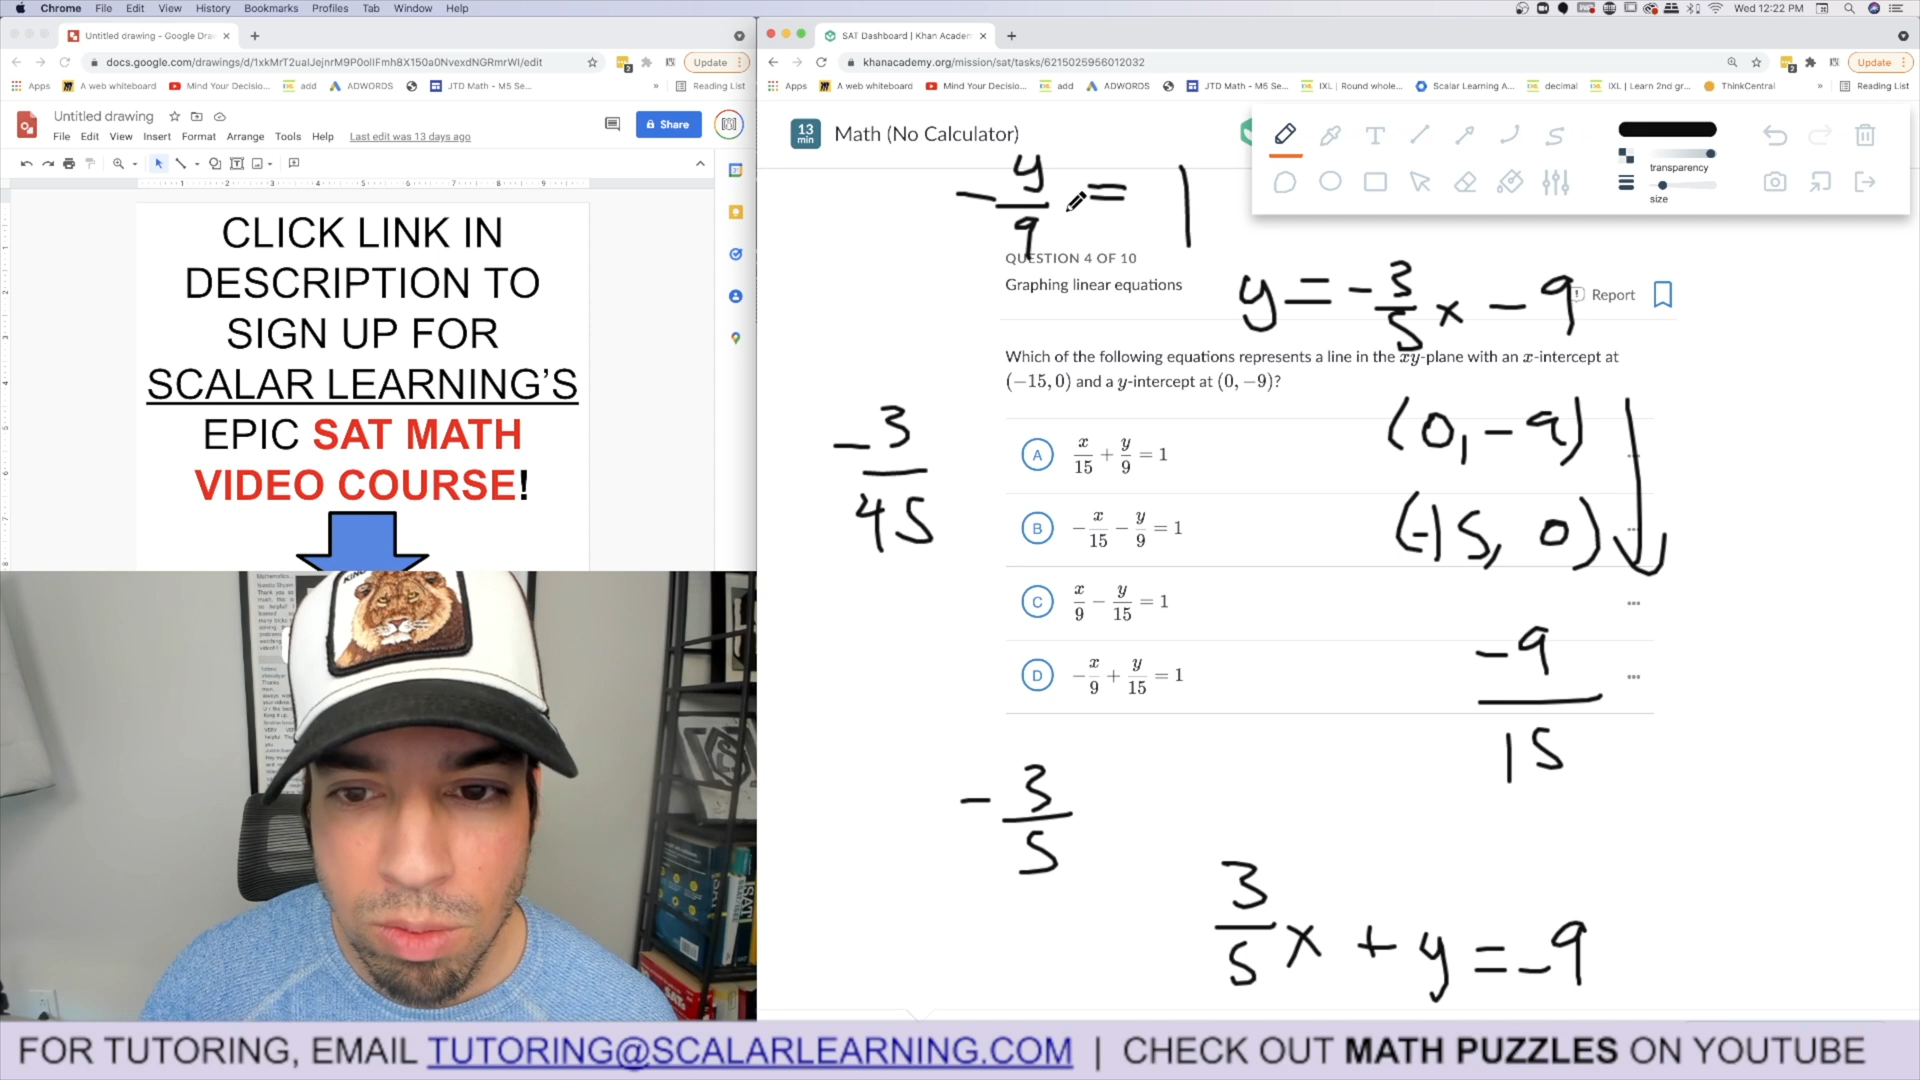 Chrome File Edit View History Bookmarks Profiles Tab Window Help
Wed 12:22 PM
Untitled drawing - Google Dra
docs.google.com/drawings/d/1xkMrT2ualJejnrM9P0olIFmh8X150a0NvexdNGRmrWI/edit
Update
Apps A web whiteboard Mind Your Decisio... add ADWORDS JTD Math - M5 Se... » Reading List
Untitled drawing
File Edit View Insert Format Arrange Tools Help Last edit was 13 days ago
Share
CLICK LINK IN
DESCRIPTION TO
SIGN UP FOR
SCALAR LEARNING'S
EPIC SAT MATH
VIDEO COURSE!
SAT Dashboard | Khan Academ
khanacademy.org/mission/sat/tasks/6215025956012032
Update
Apps A web whiteboard Mind Your Decisio... add ADWORDS JTD Math - M5 Se... IXL | Round whole... Scalar Learning A... decimal IXL | Learn 2nd gr... ThinkCentral » Reading List
13 min
Math (No Calculator)
transparency
size
-y/9 = 1
QUESTION 4 OF 10
Graphing linear equations
Report
y = -3/5 x - 9
Which of the following equations represents a line in the xy-plane with an x-intercept at
(−15, 0) and a y-intercept at (0, −9)?
A x/15 + y/9 = 1
B −x/15 − y/9 = 1
C x/9 − y/15 = 1
D −x/9 + y/15 = 1
(0, -9)
(-15, 0)
-3/45
-9/15
-3/5
3/5 x + y = -9
FOR TUTORING, EMAIL TUTORING@SCALARLEARNING.COM | CHECK OUT MATH PUZZLES ON YOUTUBE